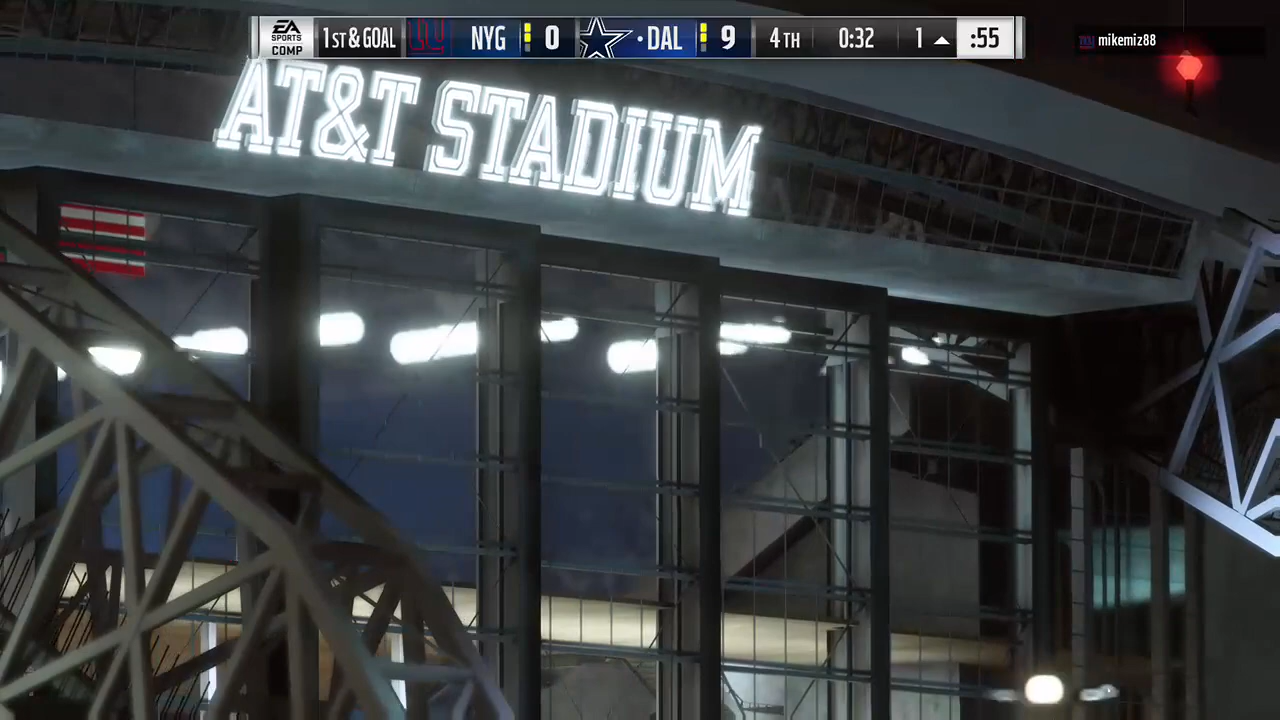 EA
SPORTS
COMP
1ST & GOAL
NYG
0
DAL
9
4TH
0:32
1
:55
mikemiz88
AT&T STADIUM